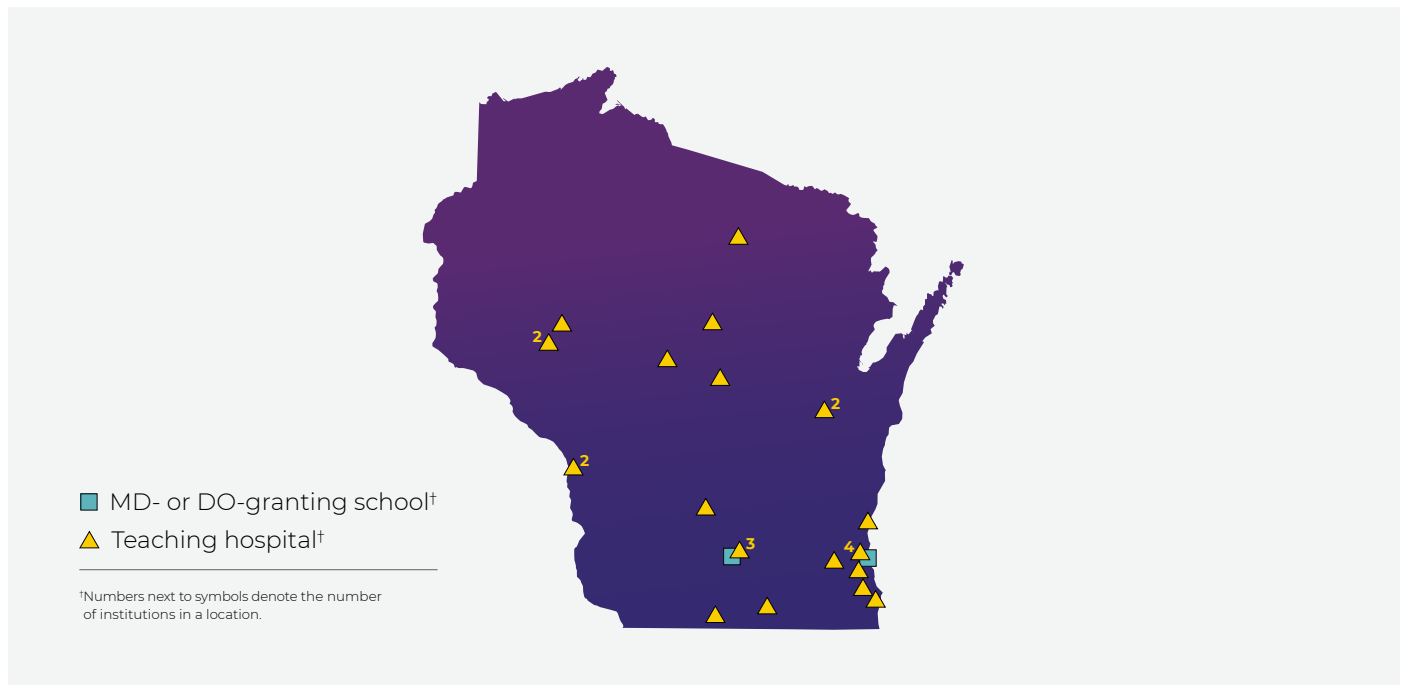 2
2
2
3
4
MD- or DO-granting school†
Teaching hospital†
†Numbers next to symbols denote the number
of institutions in a location.